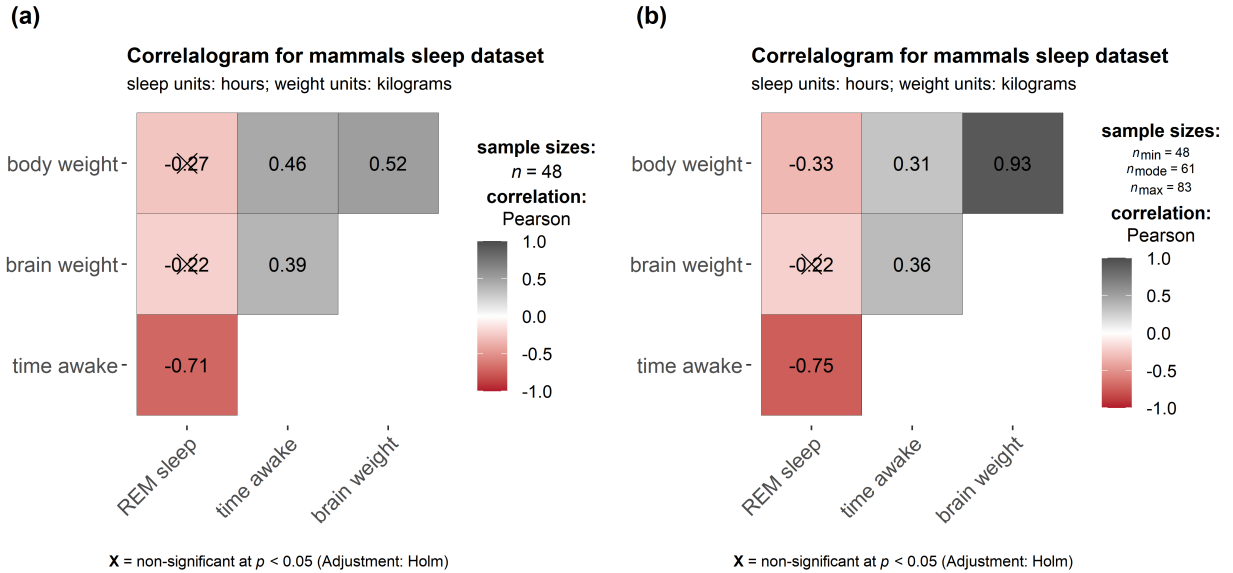 (a)
Correlalogram for mammals sleep dataset
sleep units: hours; weight units: kilograms
body weight
-0.27
0.46
0.52
brain weight
-0.22
0.39
time awake
-0.71
REM sleep
time awake
brain weight
sample sizes:
n = 48
correlation:
Pearson
1.0
0.5
0.0
-0.5
-1.0
X = non-significant at p < 0.05 (Adjustment: Holm)
(b)
Correlalogram for mammals sleep dataset
sleep units: hours; weight units: kilograms
body weight
-0.33
0.31
0.93
brain weight
-0.22
0.36
time awake
-0.75
REM sleep
time awake
brain weight
sample sizes:
nmin = 48
nmode = 61
nmax = 83
correlation:
Pearson
1.0
0.5
0.0
-0.5
-1.0
X = non-significant at p < 0.05 (Adjustment: Holm)